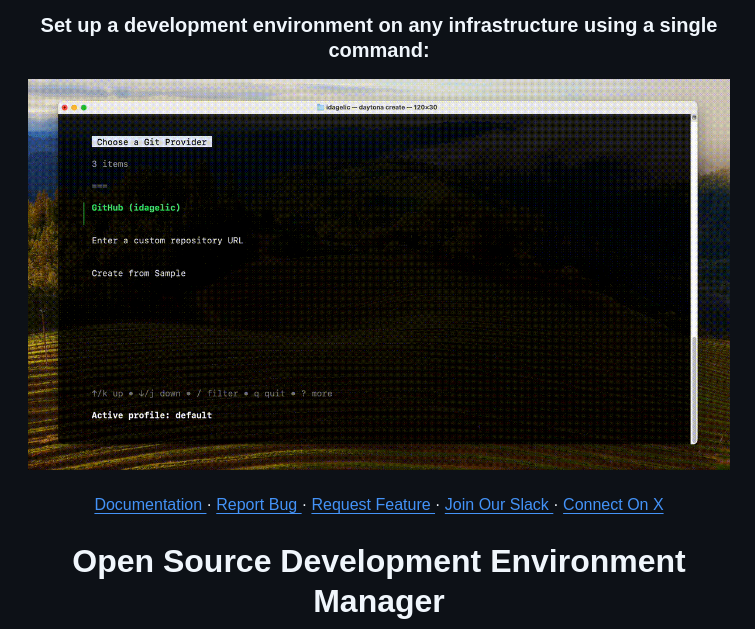 Set up a development environment on any infrastructure using a single
command:
idagelic — daytona create — 120×30
Choose a Git Provider
3 items
GitHub (idagelic)
Enter a custom repository URL
Create from Sample
↑/k up • ↓/j down • / filter • q quit • ? more
Active profile: default
Documentation · Report Bug · Request Feature · Join Our Slack · Connect On X
Open Source Development Environment
Manager